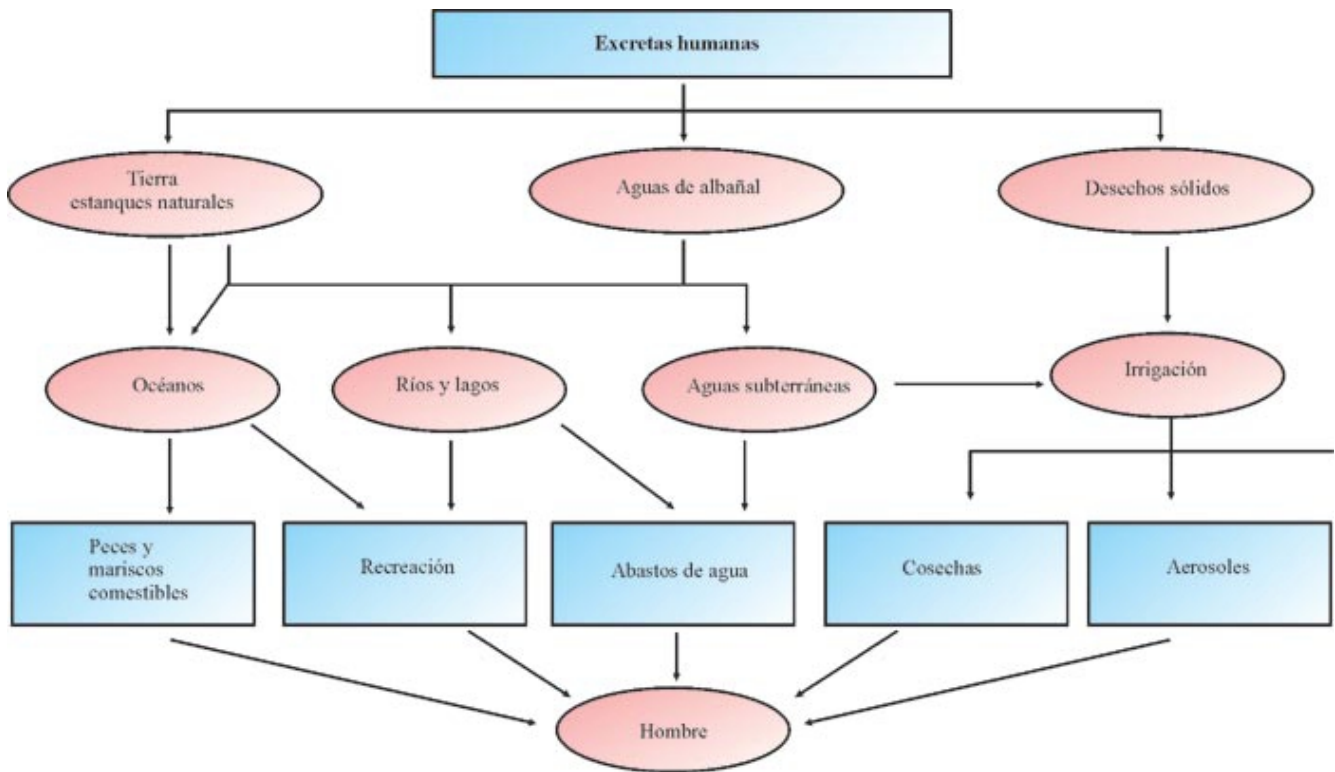 Excretas humanas
Tierra
estanques naturales
Aguas de albañal
Desechos sólidos
Océanos
Ríos y lagos
Aguas subterráneas
Irrigación
Peces y
mariscos
comestibles
Recreación
Abastos de agua
Cosechas
Aerosoles
Hombre